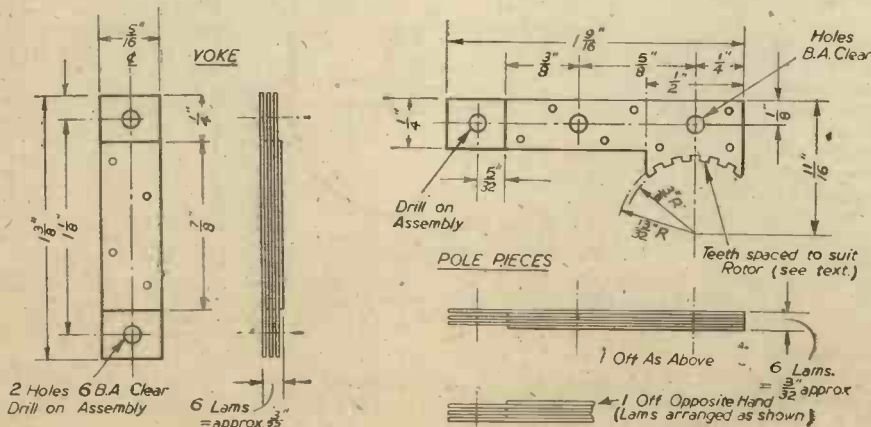 5/16"
YOKE
1/4"
1 3/8"
1 1/8"
7/8"
2 Holes 6 B.A Clear
Drill on Assembly
6 Lams
=approx 3/32"
1 9/16"
3/8"
5/8"
1/4"
1/2"
Holes
B.A. Clear
1/4"
1/8"
11/16"
5/32"
Drill on
Assembly
13/32" R
Teeth spaced to suit
Rotor (see text.)
POLE PIECES
1 Off As Above
6 Lams.
= 3/32" approx
1 Off Opposite Hand
(Lams arranged as shown)